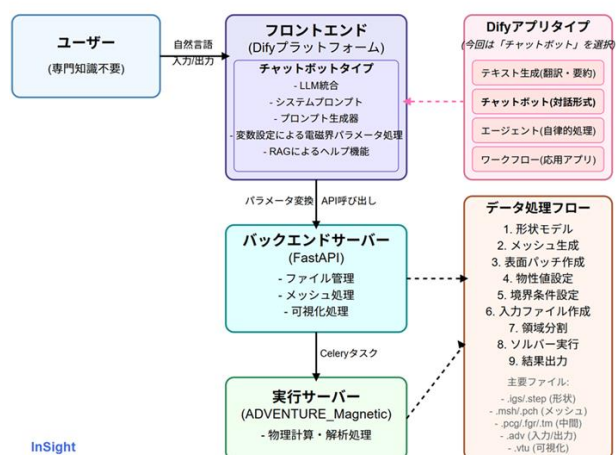 ユーザー
(専門知識不要)
自然言語
入力/出力
フロントエンド
(Difyプラットフォーム)
チャットボットタイプ
- LLM統合
- システムプロンプト
- プロンプト生成器
- 変数設定による電磁界パラメータ処理
- RAGによるヘルプ機能
Difyアプリタイプ
(今回は「チャットボット」を選択)
テキスト生成(翻訳・要約)
チャットボット(対話形式)
エージェント(自律的処理)
ワークフロー(応用アプリ)
パラメータ変換
API呼び出し
バックエンドサーバー
(FastAPI)
- ファイル管理
- メッシュ処理
- 可視化処理
Celeryタスク
実行サーバー
(ADVENTURE_Magnetic)
- 物理計算・解析処理
データ処理フロー
1. 形状モデル
2. メッシュ生成
3. 表面パッチ作成
4. 物性値設定
5. 境界条件設定
6. 入力ファイル作成
7. 領域分割
8. ソルバー実行
9. 結果出力
主要ファイル:
- .igs/.step (形状)
- .msh/.pch (メッシュ)
- .pcg/.fgr/.tm (中間)
- .adv (入力/出力)
- .vtu (可視化)
InSight